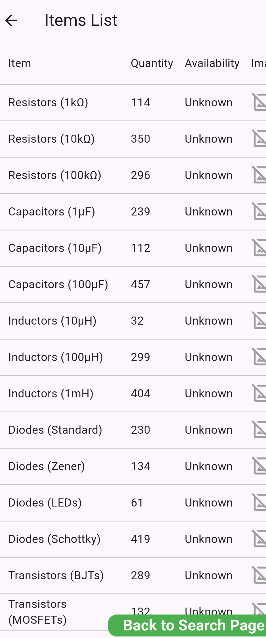 Items List
Item Quantity Availability Ima
Resistors (1kΩ) 114 Unknown
Resistors (10kΩ) 350 Unknown
Resistors (100kΩ) 296 Unknown
Capacitors (1µF) 239 Unknown
Capacitors (10µF) 112 Unknown
Capacitors (100µF) 457 Unknown
Inductors (10µH) 32 Unknown
Inductors (100µH) 299 Unknown
Inductors (1mH) 404 Unknown
Diodes (Standard) 230 Unknown
Diodes (Zener) 134 Unknown
Diodes (LEDs) 61 Unknown
Diodes (Schottky) 419 Unknown
Transistors (BJTs) 289 Unknown
Transistors
(MOSFETs) 132 Unknown
Back to Search Page